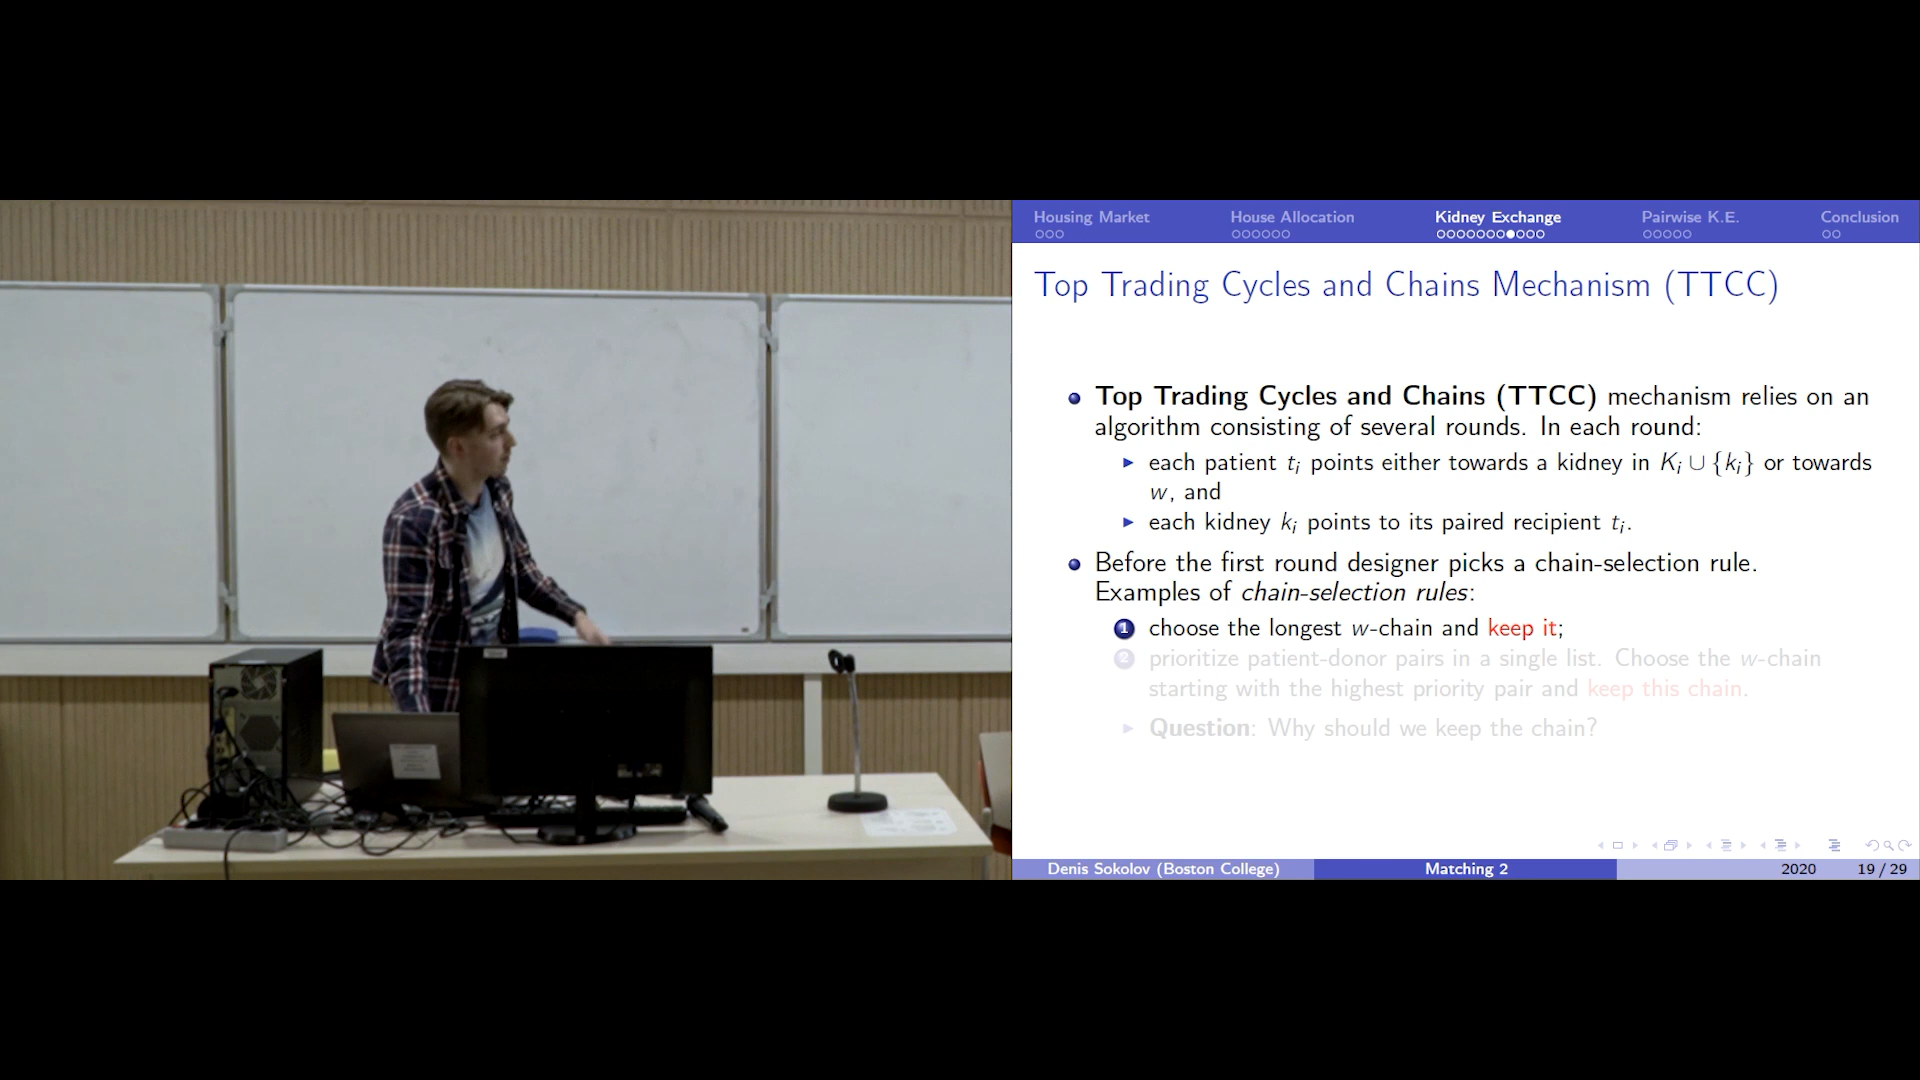 Housing Market House Allocation Kidney Exchange Pairwise K.E. Conclusion
Top Trading Cycles and Chains Mechanism (TTCC)
Top Trading Cycles and Chains (TTCC) mechanism relies on an
algorithm consisting of several rounds. In each round:
each patient tᵢ points either towards a kidney in Kᵢ ∪ {kᵢ} or towards
w, and
each kidney kᵢ points to its paired recipient tᵢ.
Before the first round designer picks a chain-selection rule.
Examples of chain-selection rules:
1 choose the longest w-chain and keep it;
2 prioritize patient-donor pairs in a single list. Choose the w-chain
starting with the highest priority pair and keep this chain.
Question: Why should we keep the chain?
Denis Sokolov (Boston College) Matching 2 2020 19 / 29